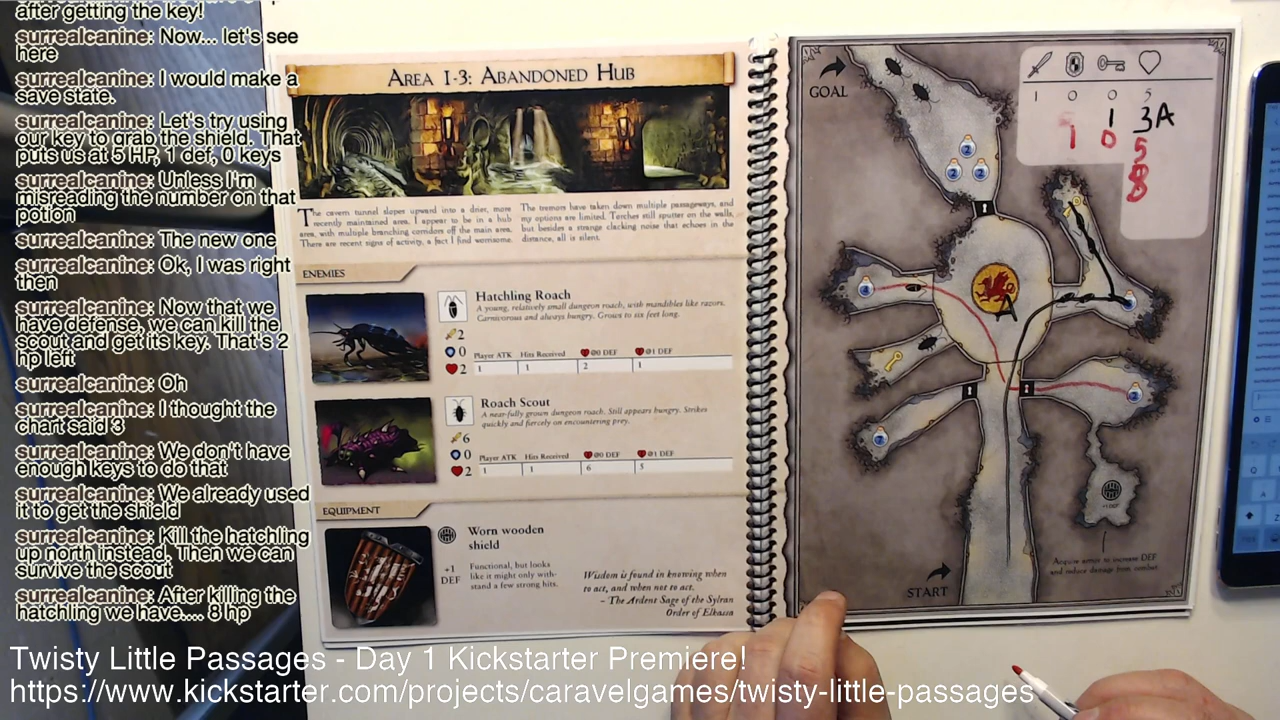 after getting the key!
surrealcanine: Now... let's see
here
surrealcanine: I would make a
save state.
surrealcanine: Let's try using
our key to grab the shield. That
puts us at 5 HP, 1 def, 0 keys
surrealcanine: Unless I'm
misreading the number on that
potion
surrealcanine: The new one
surrealcanine: Ok, I was right
then
surrealcanine: Now that we
have defense, we can kill the
scout and get its key. That's 2
hp left
surrealcanine: Oh
surrealcanine: I thought the
chart said 3
surrealcanine: We don't have
enough keys to do that
surrealcanine: We already used
it to get the shield
surrealcanine: Kill the hatchling
up north instead. Then we can
survive the scout
surrealcanine: After killing the
hatchling we have.... 8 hp
AREA 1-3: ABANDONED HUB
The cavern tunnel slopes upward into a drier, more
recently maintained area. I appear to be in a hub
area, with multiple branching corridors off the main area.
There are recent signs of activity, a fact I find worrisome.
The tremors have taken down multiple passageways, and
my options are limited. Torches still sputter on the walls,
but besides a strange clacking noise that echoes in the
distance, all is silent.
ENEMIES
Hatchling Roach
A young, relatively small dungeon roach, with mandibles like razors.
Carnivorous and always hungry. Grows to six feet long.
2
0
2
Player ATK Hits Received @0 DEF @1 DEF
1 1 2 1
Roach Scout
A near-fully grown dungeon roach. Still appears hungry. Strikes
quickly and fiercely on encountering prey.
6
0
2
Player ATK Hits Received @0 DEF @1 DEF
1 1 6 5
EQUIPMENT
Worn wooden
shield
+1
DEF
Functional, but looks
like it might only with-
stand a few strong hits.
Wisdom is found in knowing when
to act, and when not to act.
~ The Ardent Sage of the Sylran
Order of Elkassa
GOAL
1 0 0 5
1 3A
1 0 5
8
2
2 2
4
A
START
+1 DEF
Acquire armor to increase DEF
and reduce damage from combat.
Twisty Little Passages - Day 1 Kickstarter Premiere!
https://www.kickstarter.com/projects/caravelgames/twisty-little-passages